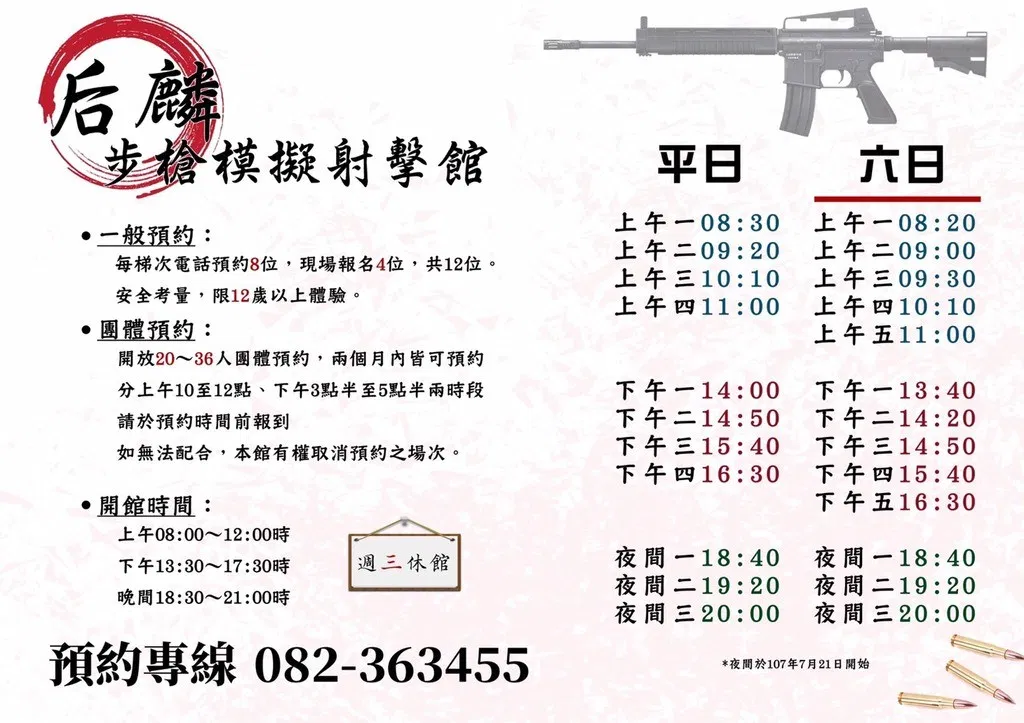 后麟
步槍模擬射擊館
• 一般預約：
每梯次電話預約8位，現場報名4位，共12位。
安全考量，限12歲以上體驗。
• 團體預約：
開放20～36人團體預約，兩個月內皆可預約
分上午10至12點、下午3點半至5點半兩時段
請於預約時間前報到
如無法配合，本館有權取消預約之場次。
• 開館時間：
上午08:00～12:00時
下午13:30～17:30時
晚間18:30～21:00時
週三休館
預約專線 082-363455
平日
上午一08:30
上午二09:20
上午三10:10
上午四11:00
下午一14:00
下午二14:50
下午三15:40
下午四16:30
夜間一18:40
夜間二19:20
夜間三20:00
六日
上午一08:20
上午二09:00
上午三09:30
上午四10:10
上午五11:00
下午一13:40
下午二14:20
下午三14:50
下午四15:40
下午五16:30
夜間一18:40
夜間二19:20
夜間三20:00
*夜間於107年7月21日開始